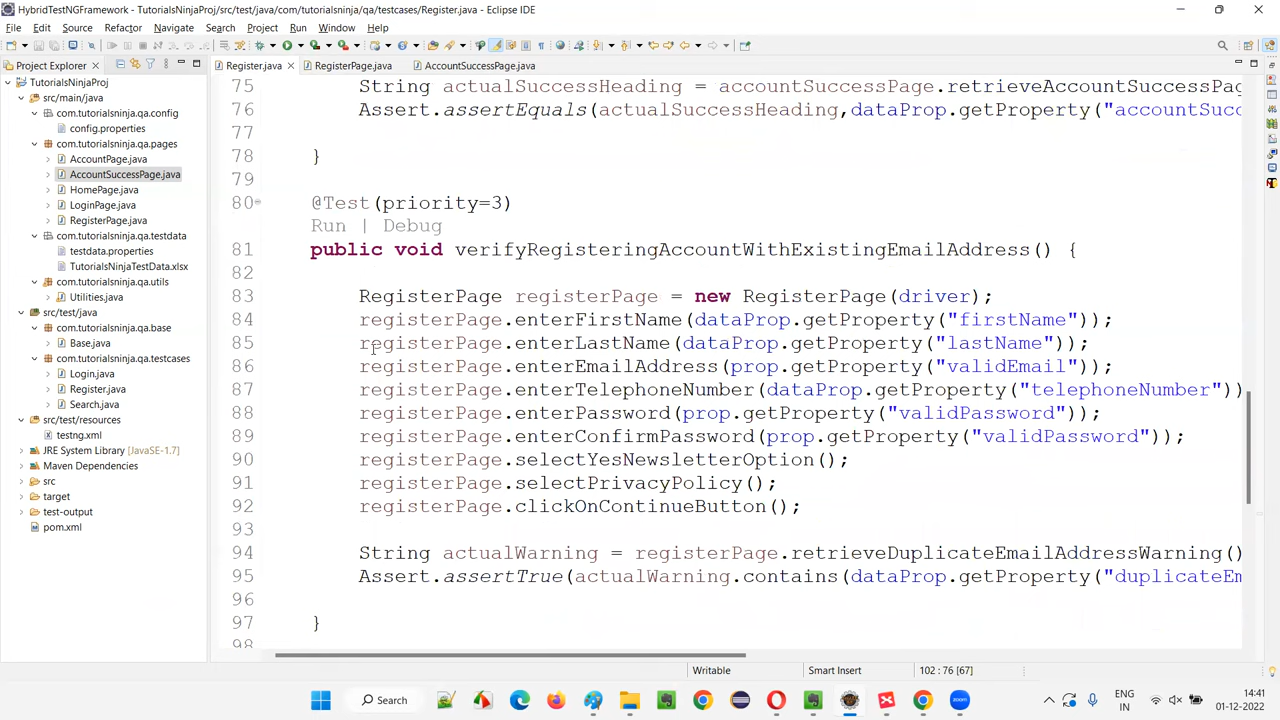 HybridTestNGFramework - TutorialsNinjaProj/src/test/java/com/tutorialsninja/qa/testcases/Register.java - Eclipse IDE
File Edit Source Refactor Navigate Search Project Run Window Help
Project Explorer
TutorialsNinjaProj
src/main/java
com.tutorialsninja.qa.config
config.properties
com.tutorialsninja.qa.pages
AccountPage.java
AccountSuccessPage.java
HomePage.java
LoginPage.java
RegisterPage.java
com.tutorialsninja.qa.testdata
testdata.properties
TutorialsNinjaTestData.xlsx
com.tutorialsninja.qa.utils
Utilities.java
src/test/java
com.tutorialsninja.qa.base
Base.java
com.tutorialsninja.qa.testcases
Login.java
Register.java
Search.java
src/test/resources
testng.xml
JRE System Library [JavaSE-1.7]
Maven Dependencies
src
target
test-output
pom.xml
Register.java RegisterPage.java AccountSuccessPage.java
75 String actualSuccessHeading = accountSuccessPage.retrieveAccountSuccessPag
76 Assert.assertEquals(actualSuccessHeading,dataProp.getProperty("accountSucc
77
78 }
79
80 @Test(priority=3)
Run | Debug
81 public void verifyRegisteringAccountWithExistingEmailAddress() {
82
83 RegisterPage registerPage = new RegisterPage(driver);
84 registerPage.enterFirstName(dataProp.getProperty("firstName"));
85 registerPage.enterLastName(dataProp.getProperty("lastName"));
86 registerPage.enterEmailAddress(prop.getProperty("validEmail"));
87 registerPage.enterTelephoneNumber(dataProp.getProperty("telephoneNumber"))
88 registerPage.enterPassword(prop.getProperty("validPassword"));
89 registerPage.enterConfirmPassword(prop.getProperty("validPassword"));
90 registerPage.selectYesNewsletterOption();
91 registerPage.selectPrivacyPolicy();
92 registerPage.clickOnContinueButton();
93
94 String actualWarning = registerPage.retrieveDuplicateEmailAddressWarning()
95 Assert.assertTrue(actualWarning.contains(dataProp.getProperty("duplicateEm
96
97 }
98
Writable Smart Insert 102 : 76 [67]
Search
ENG
IN
14:41
01-12-2022